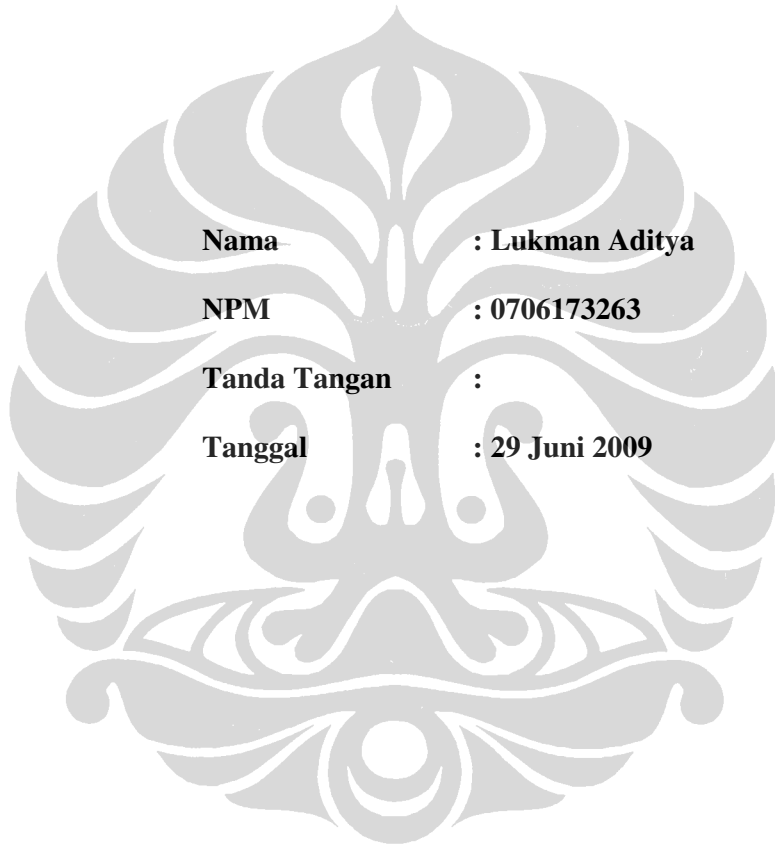 Nama : Lukman Aditya
NPM : 0706173263
Tanda Tangan :
Tanggal : 29 Juni 2009